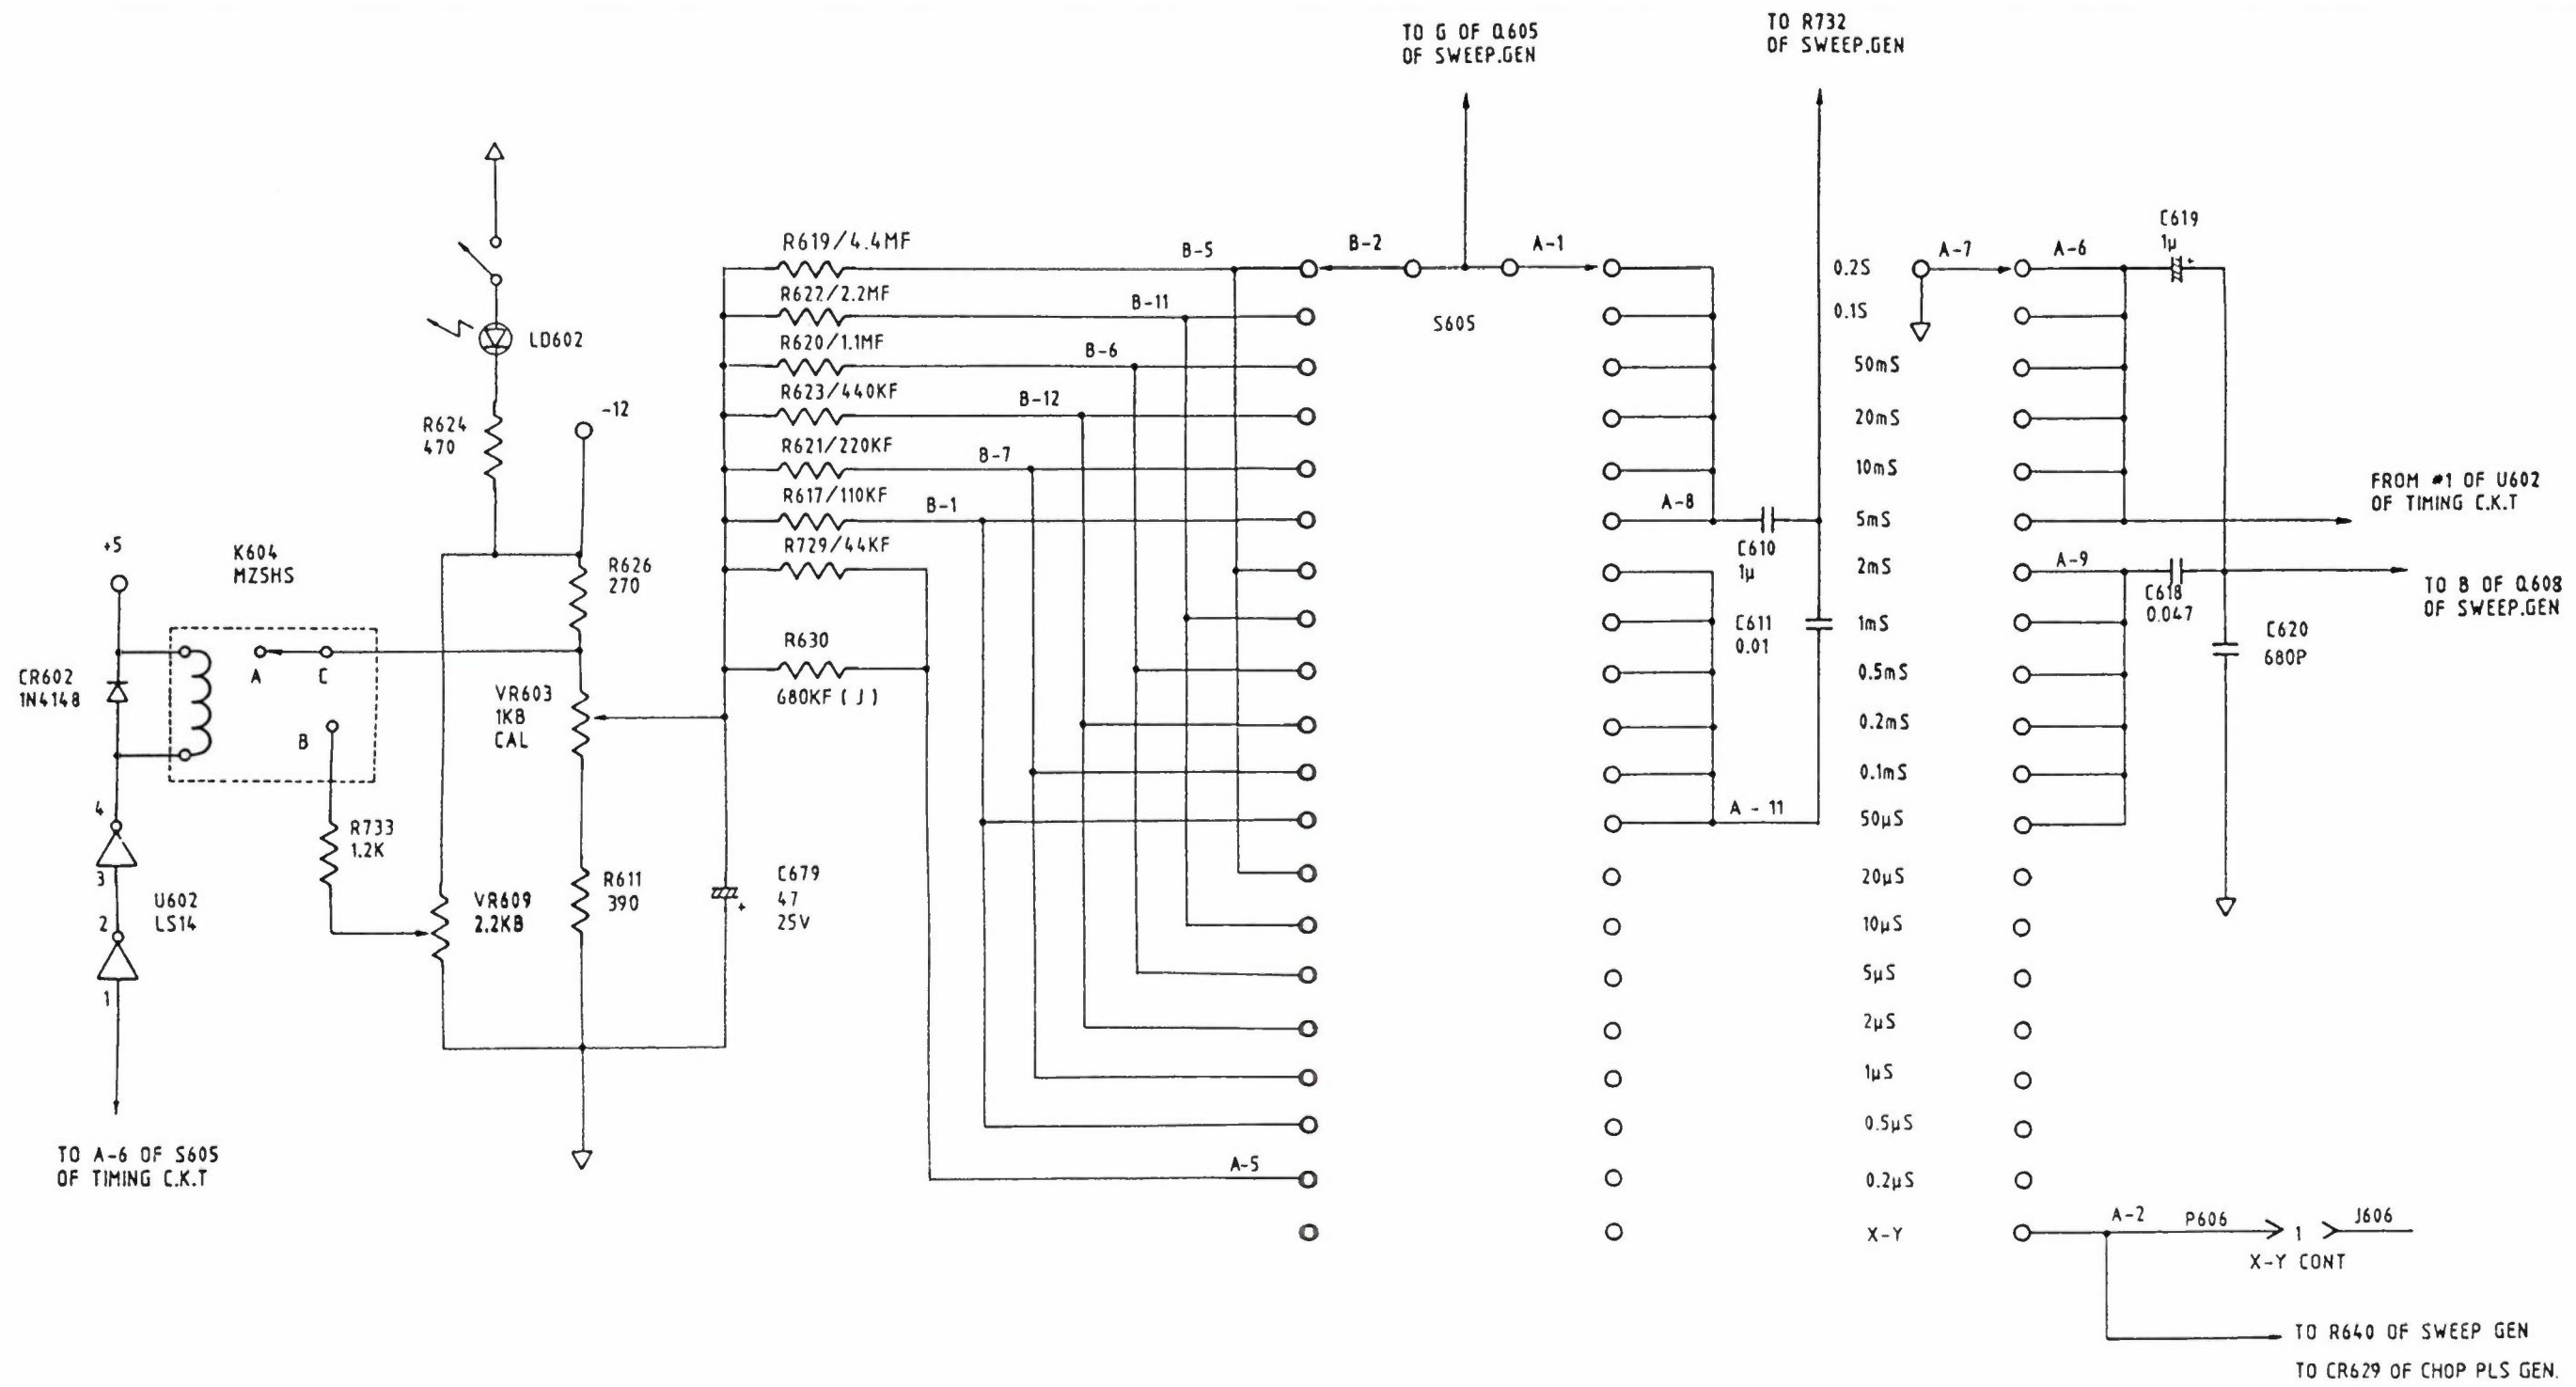 TO G OF Q605
OF SWEEP.GEN
TO R732
OF SWEEP.GEN
LD602
R624
470
-12
R626
270
+5
K604
MZ5HS
A
C
B
CR602
1N4148
4
3
2
1
U602
LS14
R733
1.2K
VR603
1KB
CAL
VR609
2.2KB
R611
390
C679
47
25V
+
TO A-6 OF S605
OF TIMING C.K.T
R619/4.4MF
R622/2.2MF
R620/1.1MF
R623/440KF
R621/220KF
R617/110KF
R729/44KF
R630
680KF (J)
B-5
B-11
B-6
B-12
B-7
B-1
A-5
B-2
A-1
S605
A-8
C610
1µ
C611
0.01
A - 11
0.2S
0.1S
50mS
20mS
10mS
5mS
2mS
1mS
0.5mS
0.2mS
0.1mS
50µS
20µS
10µS
5µS
2µS
1µS
0.5µS
0.2µS
X-Y
A-7
A-6
C619
1µ
+
FROM #1 OF U602
OF TIMING C.K.T
A-9
C618
0.047
TO B OF Q608
OF SWEEP.GEN
C620
680P
A-2
P606
1
J606
X-Y CONT
TO R640 OF SWEEP GEN
TO CR629 OF CHOP PLS GEN.